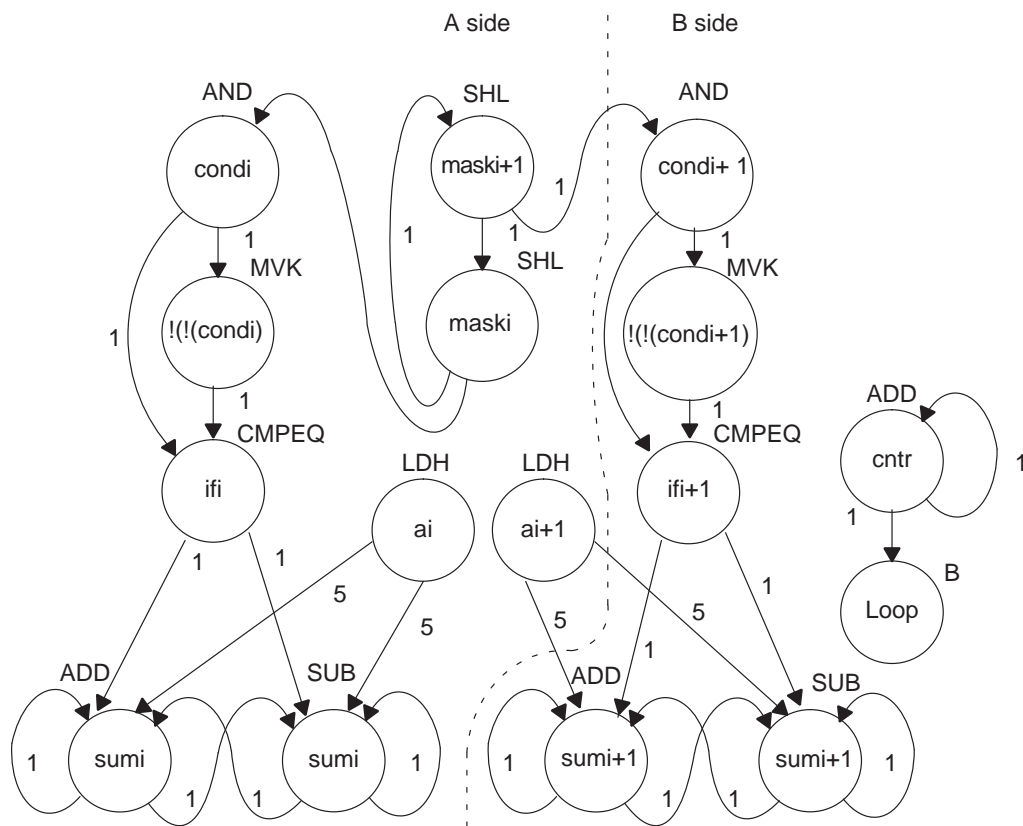 A side
B side
AND
SHL
AND
condi
maski+1
condi+ 1
1
1
1
1
1
MVK
SHL
MVK
!(!(condi)
maski
!(!(condi+1)
1
1
1
1
CMPEQ
CMPEQ
ADD
LDH
LDH
cntr
1
ifi
ai
ai+1
ifi+1
1
1
1
1
B
Loop
5
5
5
1
5
ADD
SUB
ADD
SUB
sumi
sumi
sumi+1
sumi+1
1
1
1
1
1
1
1
1